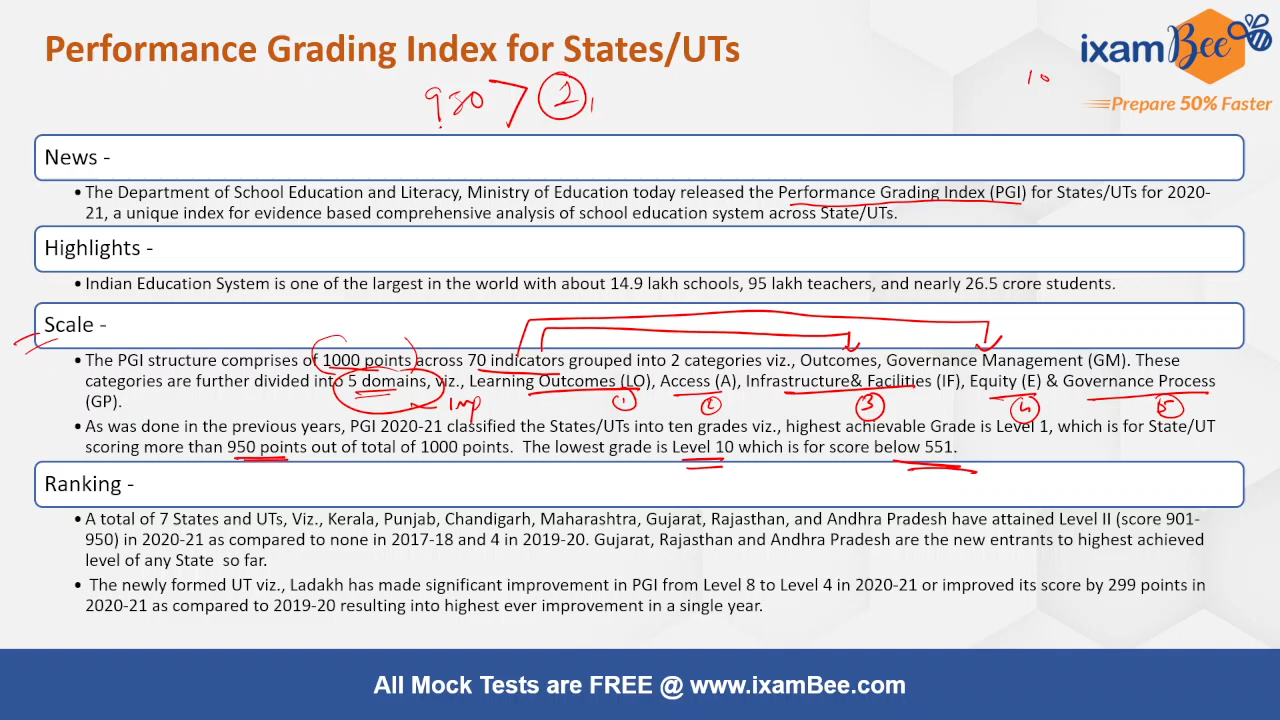 Performance Grading Index for States/UTs
ixamBee
Prepare 50% Faster
950 > 2
10
News -
• The Department of School Education and Literacy, Ministry of Education today released the Performance Grading Index (PGI) for States/UTs for 2020-
21, a unique index for evidence based comprehensive analysis of school education system across State/UTs.
Highlights -
• Indian Education System is one of the largest in the world with about 14.9 lakh schools, 95 lakh teachers, and nearly 26.5 crore students.
Scale -
• The PGI structure comprises of 1000 points across 70 indicators grouped into 2 categories viz., Outcomes, Governance Management (GM). These
categories are further divided into 5 domains, viz., Learning Outcomes (LO), Access (A), Infrastructure& Facilities (IF), Equity (E) & Governance Process
(GP).
Imp
1 2 3 4 5
• As was done in the previous years, PGI 2020-21 classified the States/UTs into ten grades viz., highest achievable Grade is Level 1, which is for State/UT
scoring more than 950 points out of total of 1000 points.  The lowest grade is Level 10 which is for score below 551.
Ranking -
• A total of 7 States and UTs, Viz., Kerala, Punjab, Chandigarh, Maharashtra, Gujarat, Rajasthan, and Andhra Pradesh have attained Level II (score 901-
950) in 2020-21 as compared to none in 2017-18 and 4 in 2019-20. Gujarat, Rajasthan and Andhra Pradesh are the new entrants to highest achieved
level of any State  so far.
• The newly formed UT viz., Ladakh has made significant improvement in PGI from Level 8 to Level 4 in 2020-21 or improved its score by 299 points in
2020-21 as compared to 2019-20 resulting into highest ever improvement in a single year.
All Mock Tests are FREE @ www.ixamBee.com